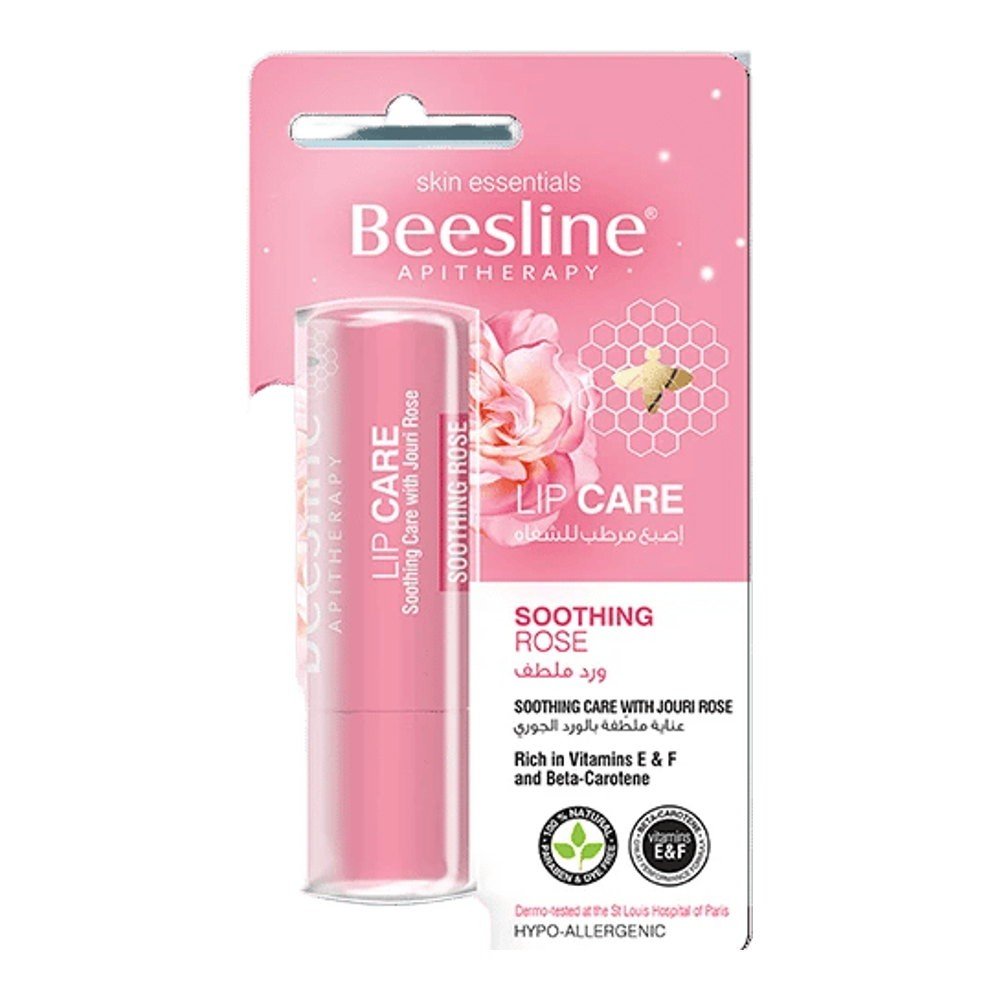 skin essentials
Beesline®
APITHERAPY
Beesline
APITHERAPY
LIP CARE
Soothing Care with Jouri Rose
SOOTHING ROSE
LIP CARE
إصبع مرطب للشفاه
SOOTHING
ROSE
ورد ملطف
SOOTHING CARE WITH JOURI ROSE
عناية ملطّفة بالورد الجوري
Rich in Vitamins E & F
and Beta-Carotene
100 % NATURAL
PARABEN & DYE FREE
BETA-CAROTENE
vitamins
E&F
Dermo-tested at the St Louis Hospital of Paris
HYPO-ALLERGENIC